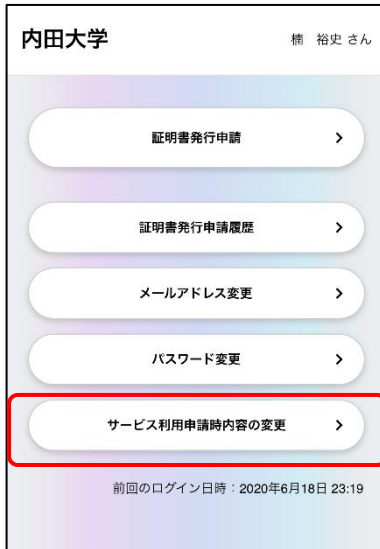 内田大学
楠　裕史 さん
証明書発行申請
証明書発行申請履歴
メールアドレス変更
パスワード変更
サービス利用申請時内容の変更
前回のログイン日時：2020年6月18日 23:19